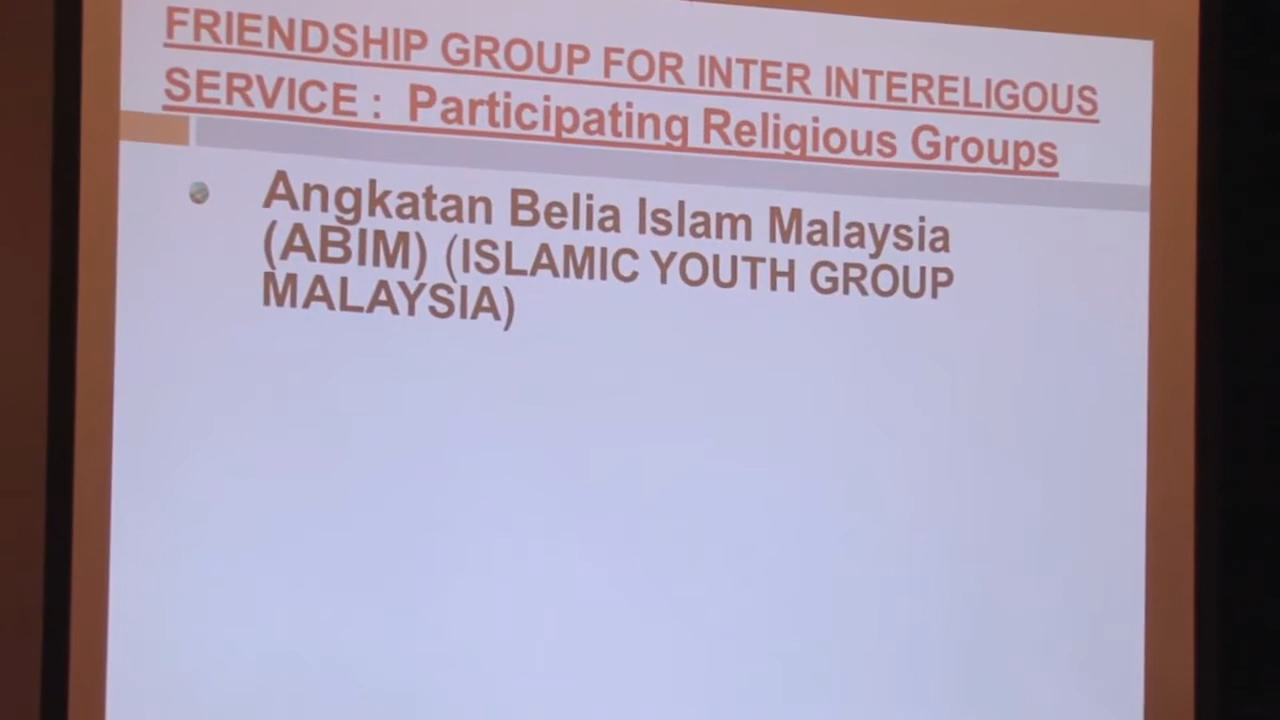 FRIENDSHIP GROUP FOR INTER INTERELIGOUS
SERVICE : Participating Religious Groups
Angkatan Belia Islam Malaysia
(ABIM) (ISLAMIC YOUTH GROUP
MALAYSIA)